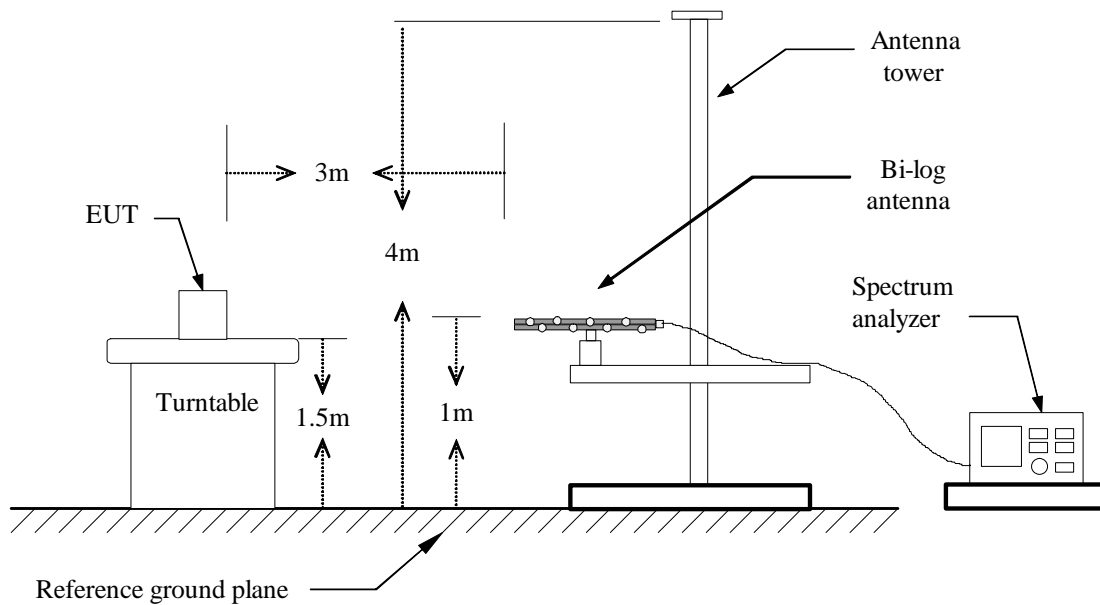 Antenna
tower
3m
Bi-log
antenna
EUT
4m
Spectrum
analyzer
Turntable
1.5m
1m
Reference ground plane